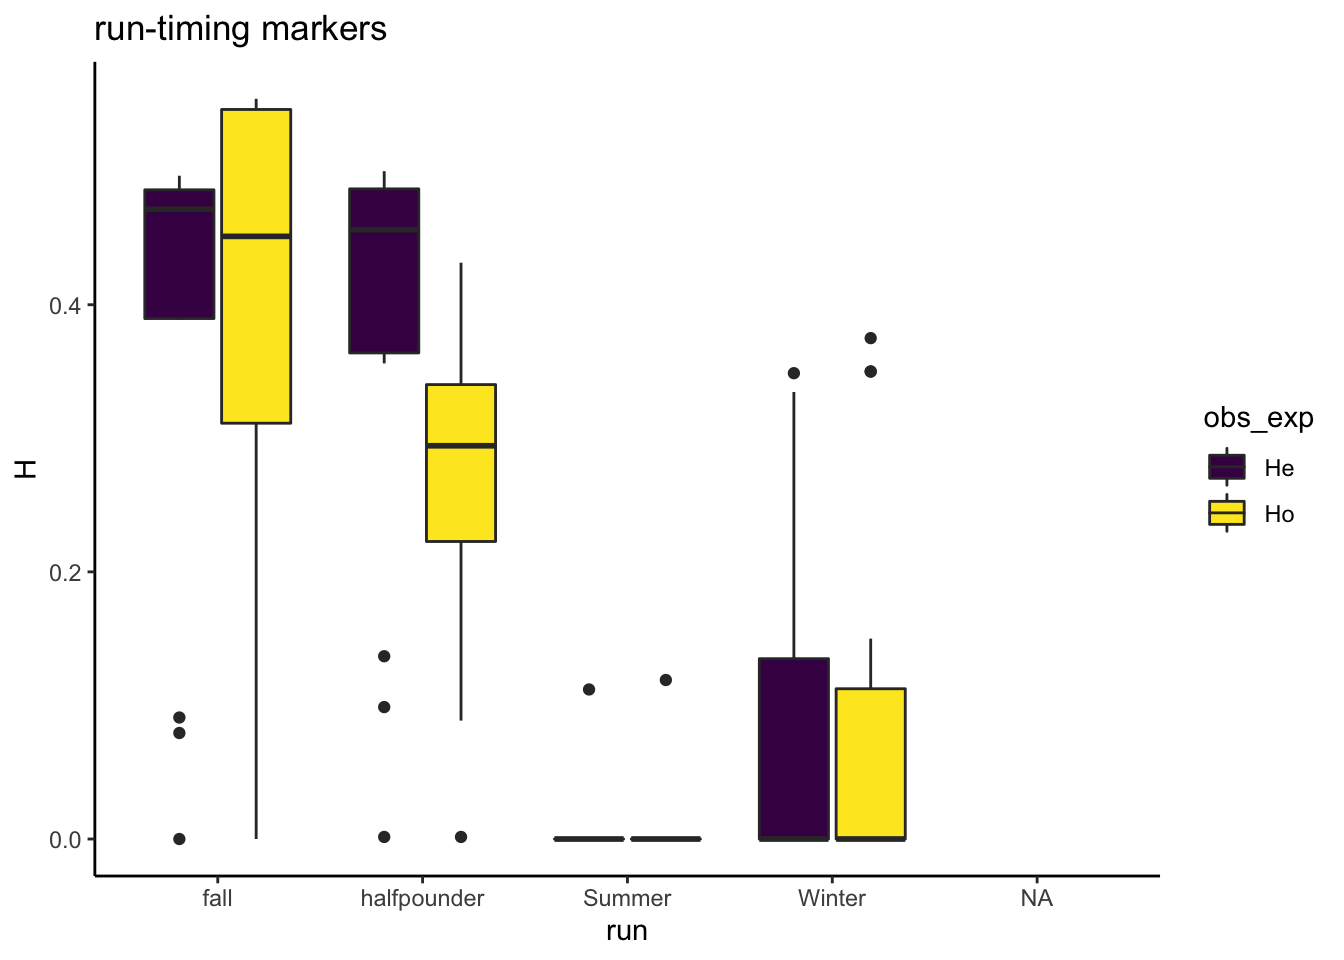 run-timing markers
H
0.4
0.2
0.0
fall halfpounder Summer Winter NA
run
obs_exp
He
Ho